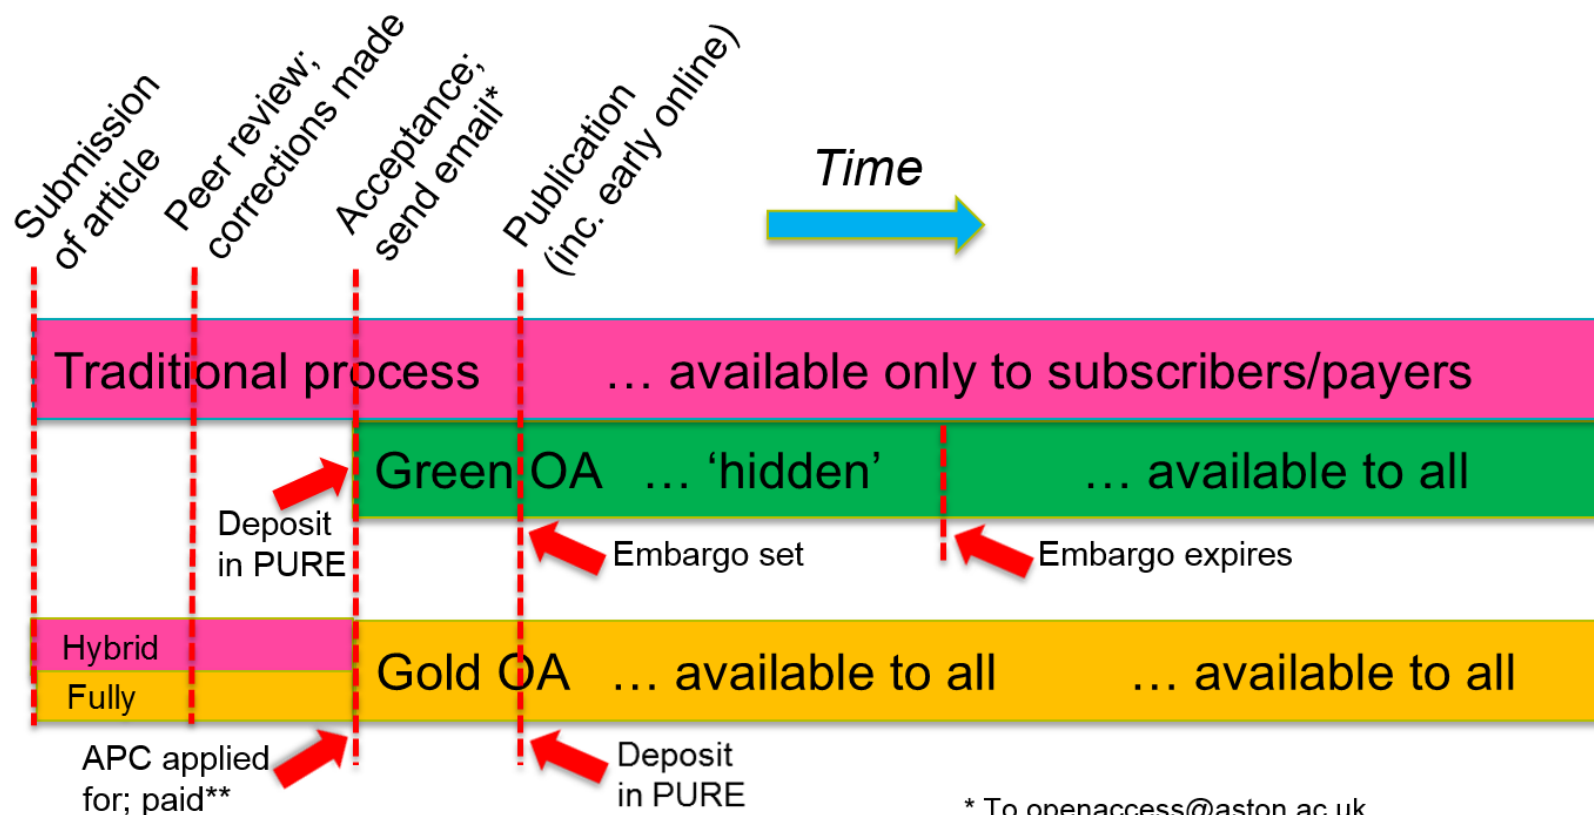 Submission
of article
Peer review;
corrections made
Acceptance;
send email*
Publication
(inc. early online)
Time
Traditional process
… available only to subscribers/payers
Green OA
… ‘hidden’
… available to all
Deposit
in PURE
Embargo set
Embargo expires
Hybrid
Fully
Gold OA
… available to all
… available to all
APC applied
for; paid**
Deposit
in PURE
* To openaccess@aston.ac.uk